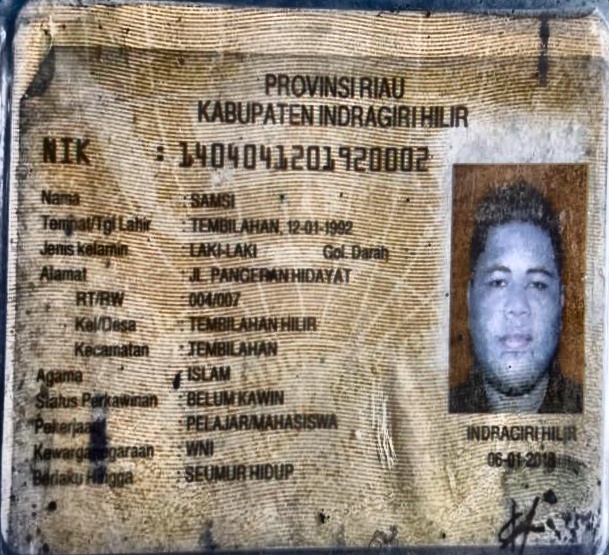 PROVINSI RIAU
KABUPATEN INDRAGIRI HILIR
NIK : 1404041201920002
Nama : SAMSI
Tempat/Tgl Lahir : TEMBILAHAN, 12-01-1992
Jenis kelamin : LAKI-LAKI Gol. Darah
Alamat : JL PANGERAN HIDAYAT
RT/RW : 004/007
Kel/Desa : TEMBILAHAN HILIR
Kecamatan : TEMBILAHAN
Agama : ISLAM
Status Perkawinan : BELUM KAWIN
Pekerjaan : PELAJAR/MAHASISWA
Kewarganegaraan : WNI
Berlaku Hingga : SEUMUR HIDUP
INDRAGIRI HILIR
06-01-2018